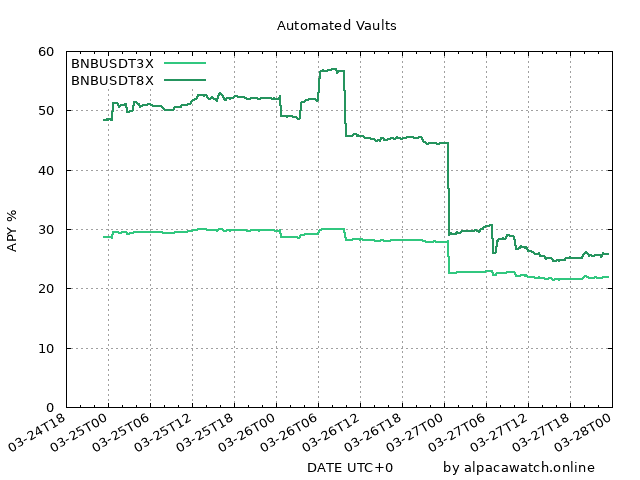 Automated Vaults
BNBUSDT3X
BNBUSDT8X
APY %
60
50
40
30
20
10
0
03-24T18
03-25T00
03-25T06
03-25T12
03-25T18
03-26T00
03-26T06
03-26T12
03-26T18
03-27T00
03-27T06
03-27T12
03-27T18
03-28T00
DATE UTC+0
by alpacawatch.online